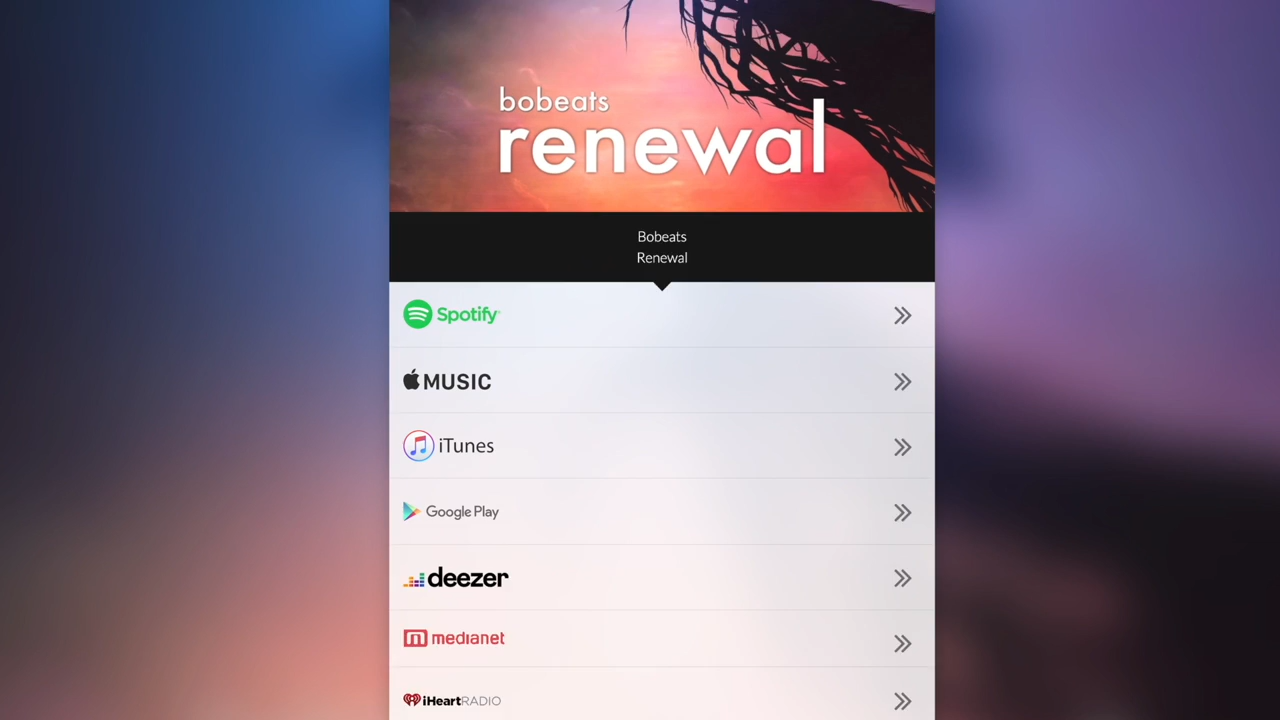 bobeats
renewal
Bobeats
Renewal
Spotify
MUSIC
iTunes
Google Play
deezer
medianet
iHeartRADIO